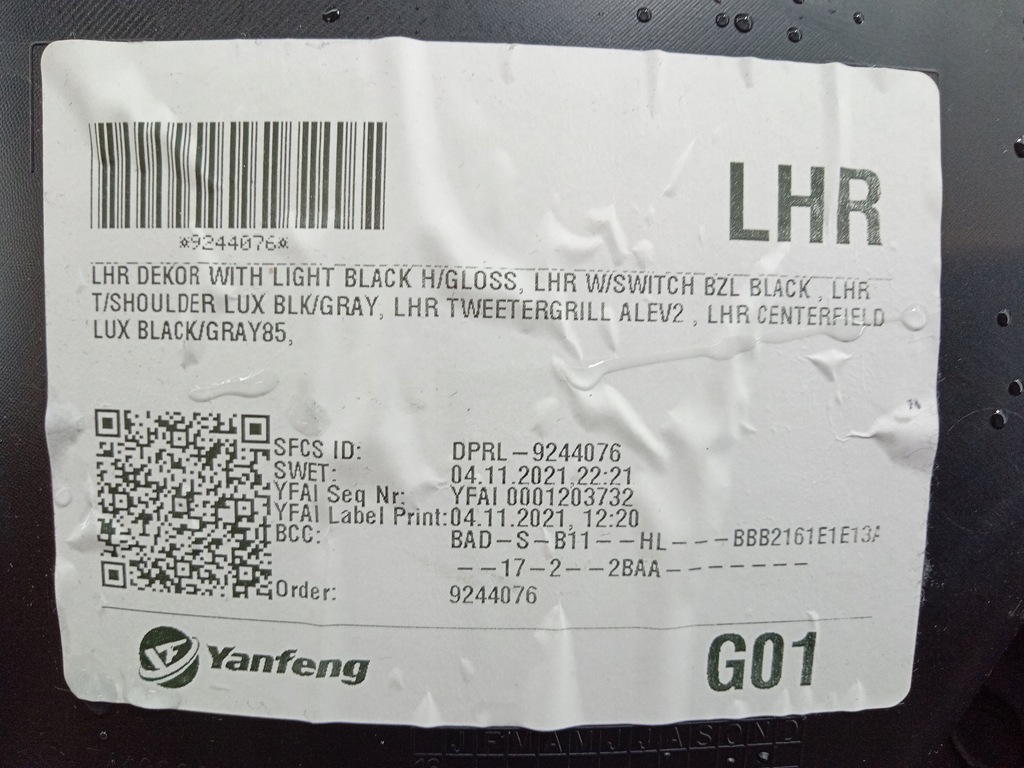 *9244076*
LHR
LHR DEKOR WITH LIGHT BLACK H/GLOSS, LHR W/SWITCH BZL BLACK , LHR
T/SHOULDER LUX BLK/GRAY, LHR TWEETERGRILL ALEV2 , LHR CENTERFIELD
LUX BLACK/GRAY85,
SFCS ID: DPRL-9244076
SWET: 04.11.2021,22:21
YFAI Seq Nr: YFAI 0001203732
YFAI Label Print: 04.11.2021, 12:20
BCC: BAD--S-B11---HL----BBB2161E1E13A
--17-2--2BAA-------
Order: 9244076
Yanfeng
G01
J F M A M J J A S O N D